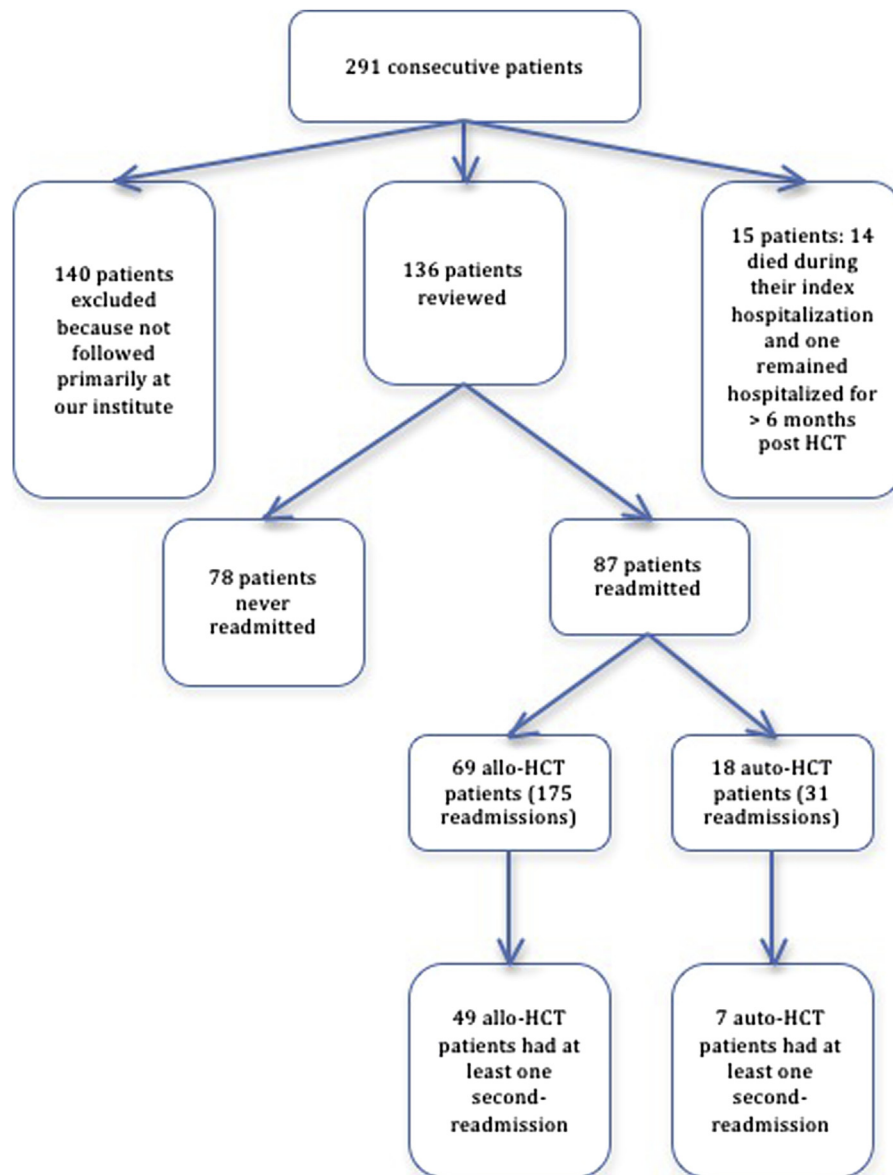 291 consecutive patients
140 patients
excluded
because not
followed
primarily at
our institute
136 patients
reviewed
15 patients: 14
died during
their index
hospitalization
and one
remained
hospitalized for
> 6 months
post HCT
78 patients
never
readmitted
87 patients
readmitted
69 allo-HCT
patients (175
readmissions)
18 auto-HCT
patients (31
readmissions)
49 allo-HCT
patients had at
least one
second-
readmission
7 auto-HCT
patients had at
least one
second-
readmission